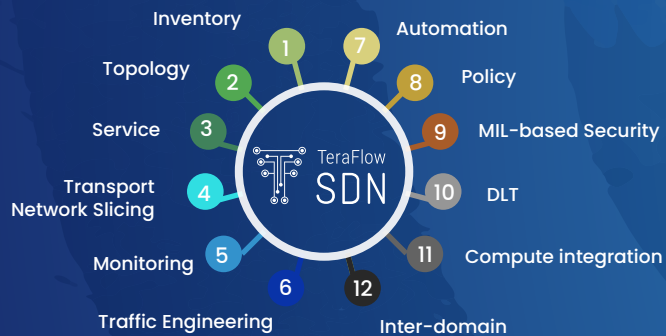 Inventory
1
Topology
2
Service
3
Transport
Network Slicing
4
Monitoring
5
Traffic Engineering
6
TeraFlow
SDN
7
Automation
8
Policy
9
MIL-based Security
10
DLT
11
Compute integration
12
Inter-domain